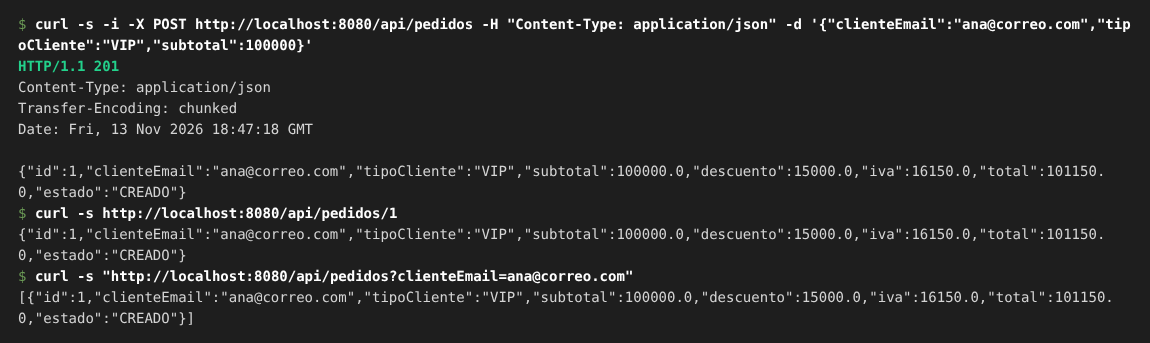 $ curl -s -i -X POST http://localhost:8080/api/pedidos -H "Content-Type: application/json" -d '{"clienteEmail":"ana@correo.com","tip
oCliente":"VIP","subtotal":100000}'
HTTP/1.1 201
Content-Type: application/json
Transfer-Encoding: chunked
Date: Fri, 13 Nov 2026 18:47:18 GMT

{"id":1,"clienteEmail":"ana@correo.com","tipoCliente":"VIP","subtotal":100000.0,"descuento":15000.0,"iva":16150.0,"total":101150.
0,"estado":"CREADO"}
$ curl -s http://localhost:8080/api/pedidos/1
{"id":1,"clienteEmail":"ana@correo.com","tipoCliente":"VIP","subtotal":100000.0,"descuento":15000.0,"iva":16150.0,"total":101150.
0,"estado":"CREADO"}
$ curl -s "http://localhost:8080/api/pedidos?clienteEmail=ana@correo.com"
[{"id":1,"clienteEmail":"ana@correo.com","tipoCliente":"VIP","subtotal":100000.0,"descuento":15000.0,"iva":16150.0,"total":101150.
0,"estado":"CREADO"}]